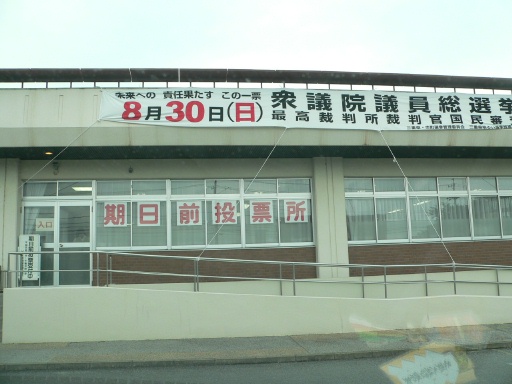 未来への 責任果たす この一票
8月30日(日)
衆議院議員総選挙
最高裁判所裁判官国民審
入口
期日前投票所